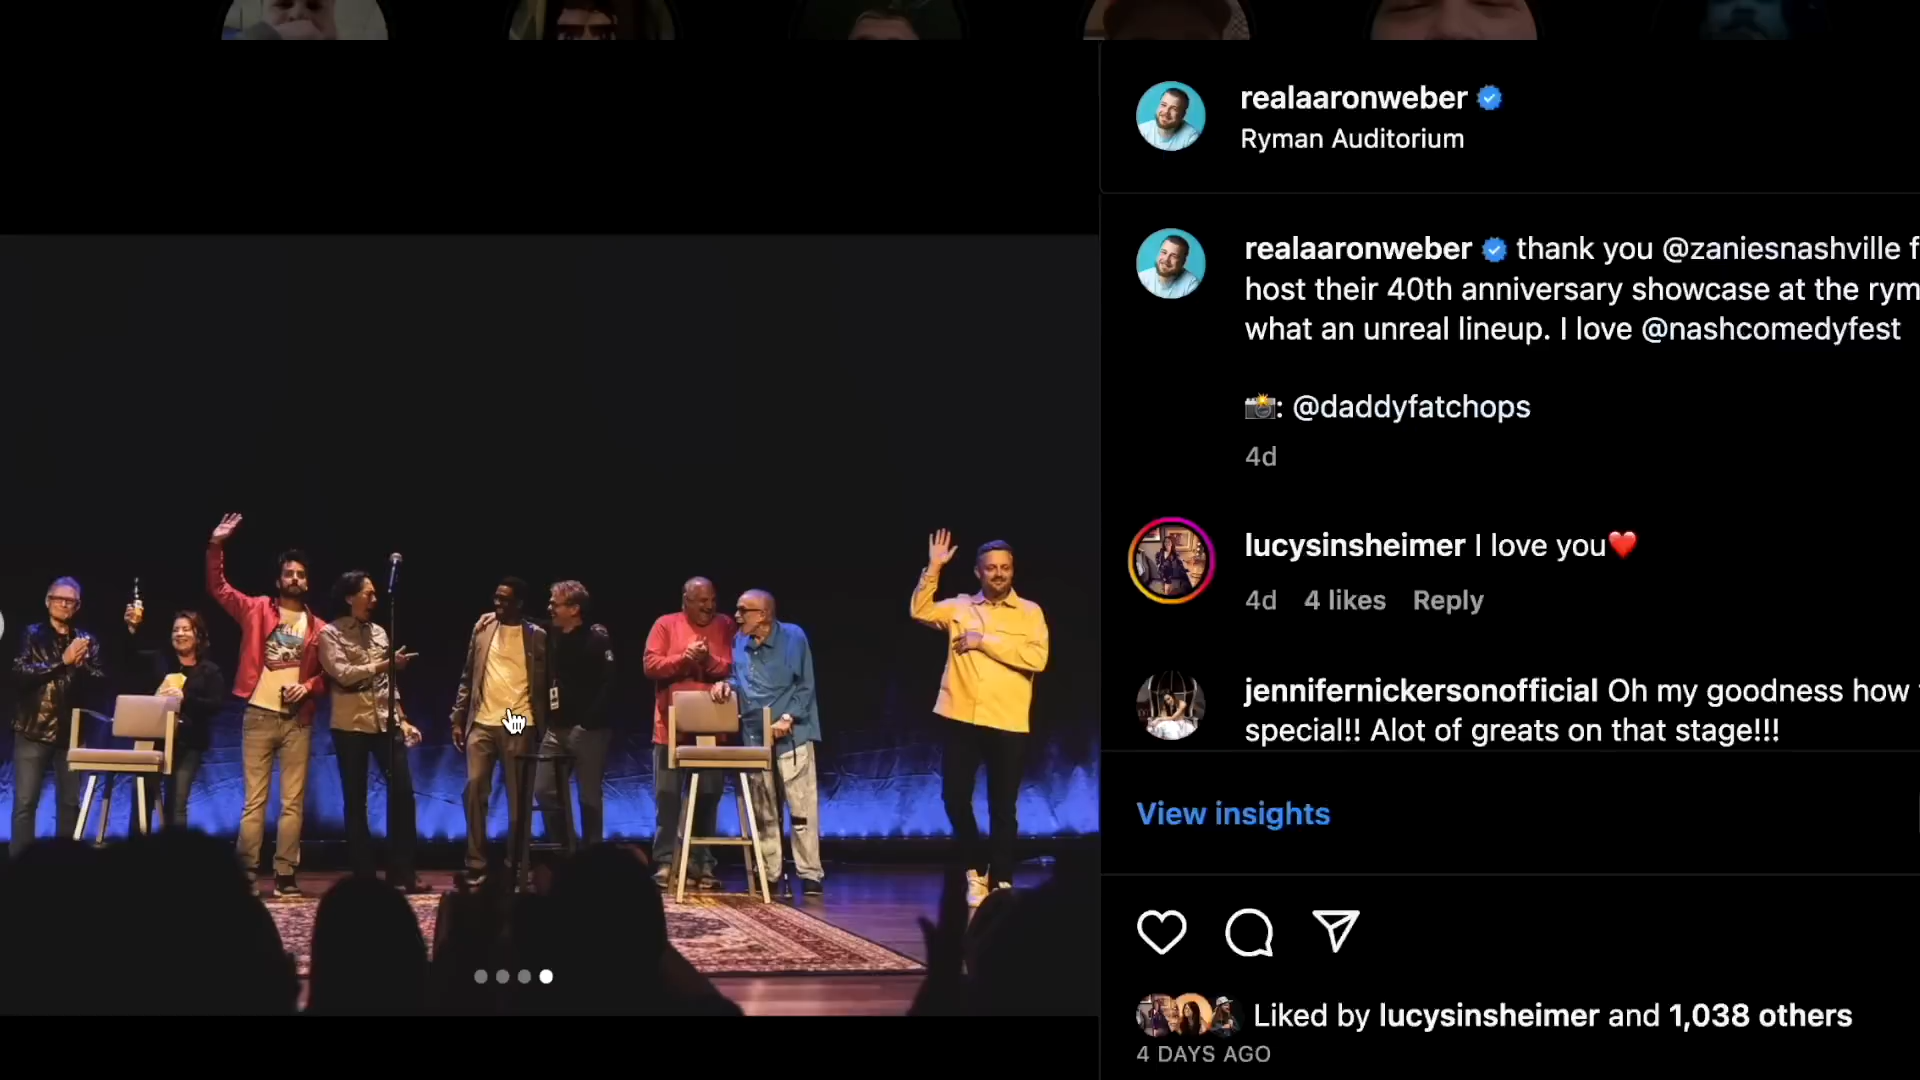 realaaronweber
Ryman Auditorium
realaaronweber thank you @zaniesnashville f
host their 40th anniversary showcase at the rym
what an unreal lineup. I love @nashcomedyfest
📸: @daddyfatchops
4d
lucysinsheimer I love you❤️
4d 4 likes Reply
jennifernickersonofficial Oh my goodness how
special!! Alot of greats on that stage!!!
View insights
Liked by lucysinsheimer and 1,038 others
4 DAYS AGO